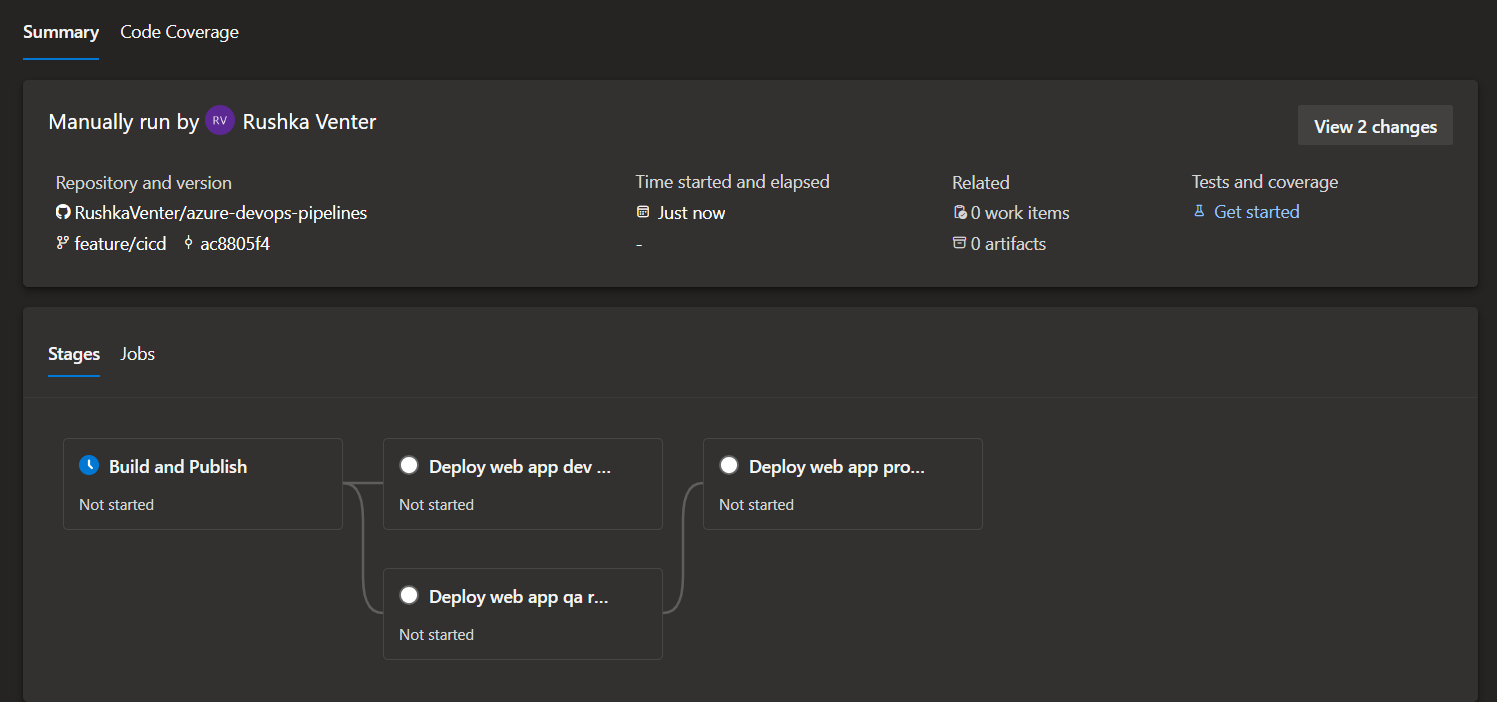 Summary Code Coverage
Manually run by RV Rushka Venter
View 2 changes
Repository and version
RushkaVenter/azure-devops-pipelines
feature/cicd ac8805f4
Time started and elapsed
Just now
-
Related
0 work items
0 artifacts
Tests and coverage
Get started
Stages Jobs
Build and Publish
Not started
Deploy web app dev ...
Not started
Deploy web app pro...
Not started
Deploy web app qa r...
Not started